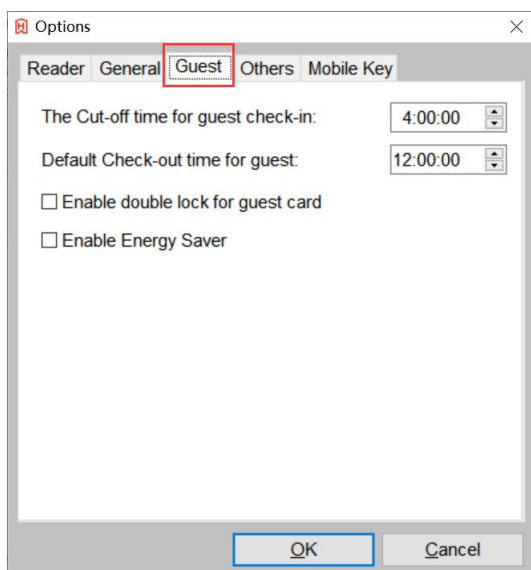 Options
Reader General Guest Others Mobile Key
The Cut-off time for guest check-in: 4:00:00
Default Check-out time for guest: 12:00:00
Enable double lock for guest card
Enable Energy Saver
OK Cancel